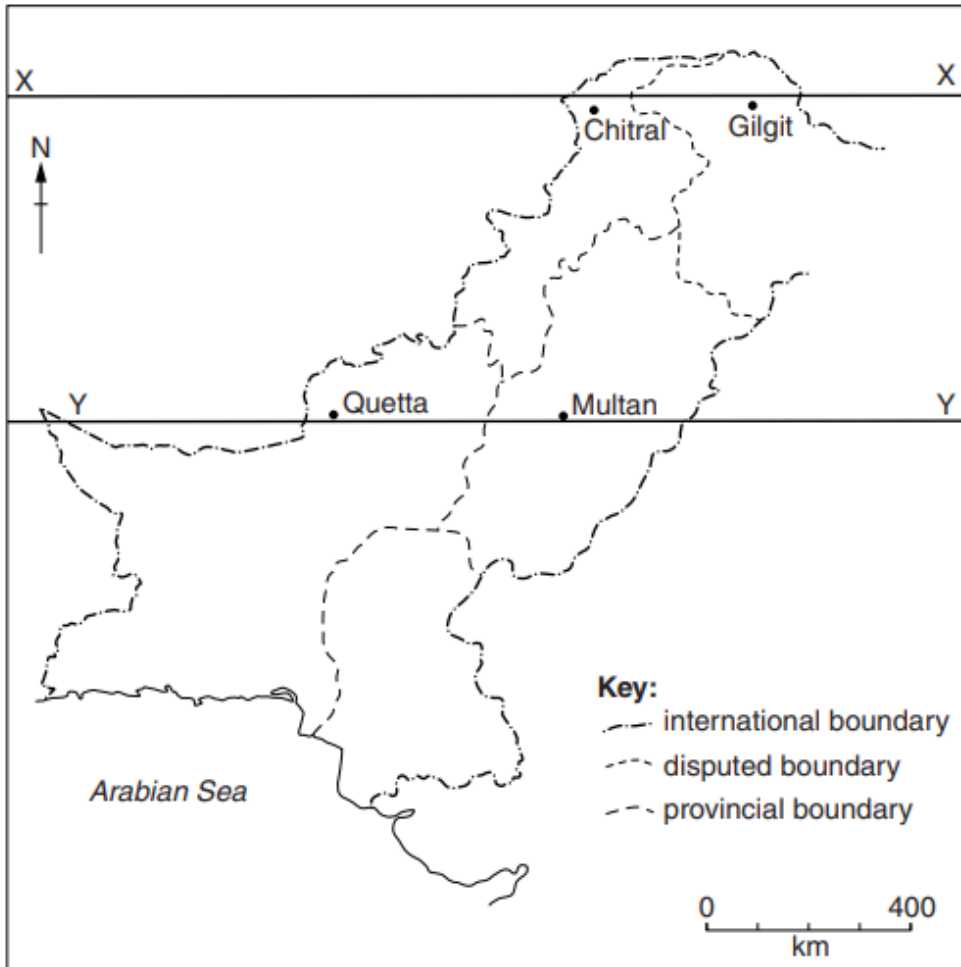 X X
N
Chitral
Gilgit
Y Quetta Multan Y
Key:
international boundary
disputed boundary
provincial boundary
Arabian Sea
0 400
km